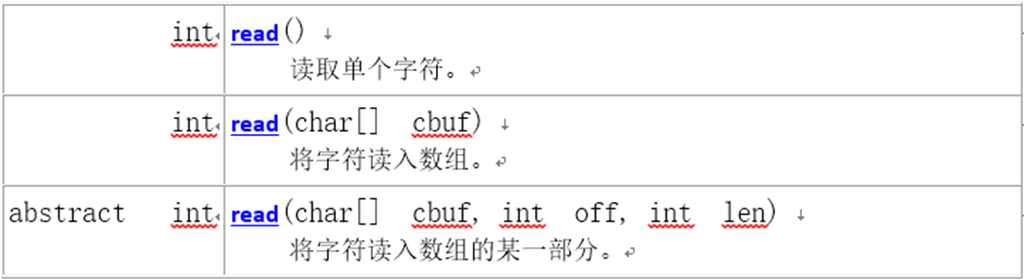 int read()
读取单个字符。
int read(char[] cbuf)
将字符读入数组。
abstract int read(char[] cbuf, int off, int len)
将字符读入数组的某一部分。